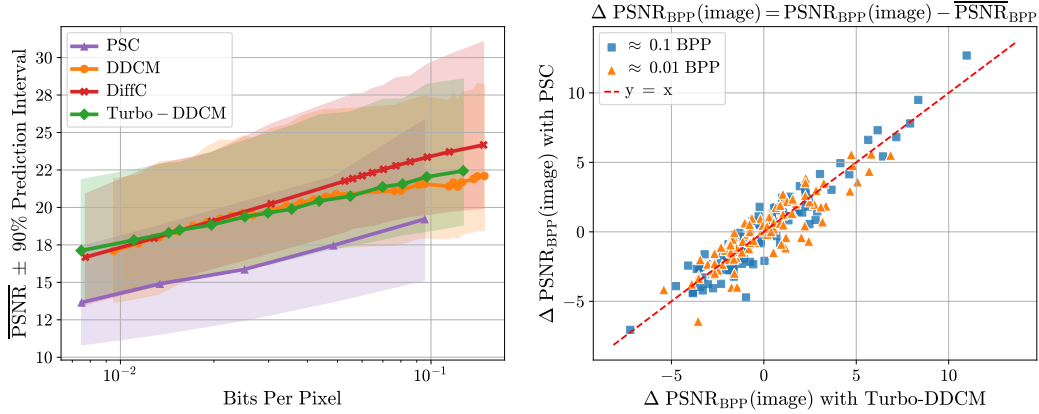 PSC
DDCM
DiffC
Turbo − DDCM
30
28
25
22
20
18
15
12
10
10⁻²
10⁻¹
Bits Per Pixel
PSNR ± 90% Prediction Interval
Δ PSNR_BPP(image) = PSNR_BPP(image) − PSNR_BPP
≈ 0.1 BPP
≈ 0.01 BPP
y = x
10
5
0
−5
−5
0
5
10
Δ PSNR_BPP(image) with Turbo-DDCM
Δ PSNR_BPP(image) with PSC